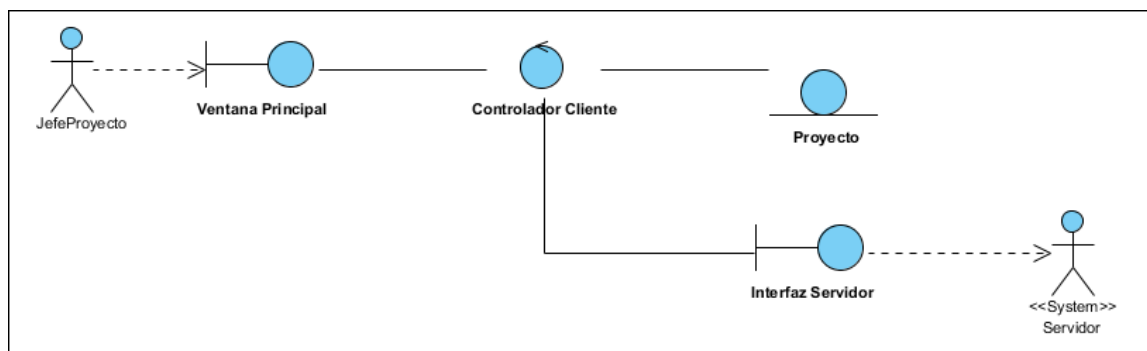 JefeProyecto
Ventana Principal
Controlador Cliente
Proyecto
Interfaz Servidor
<<System>>
Servidor